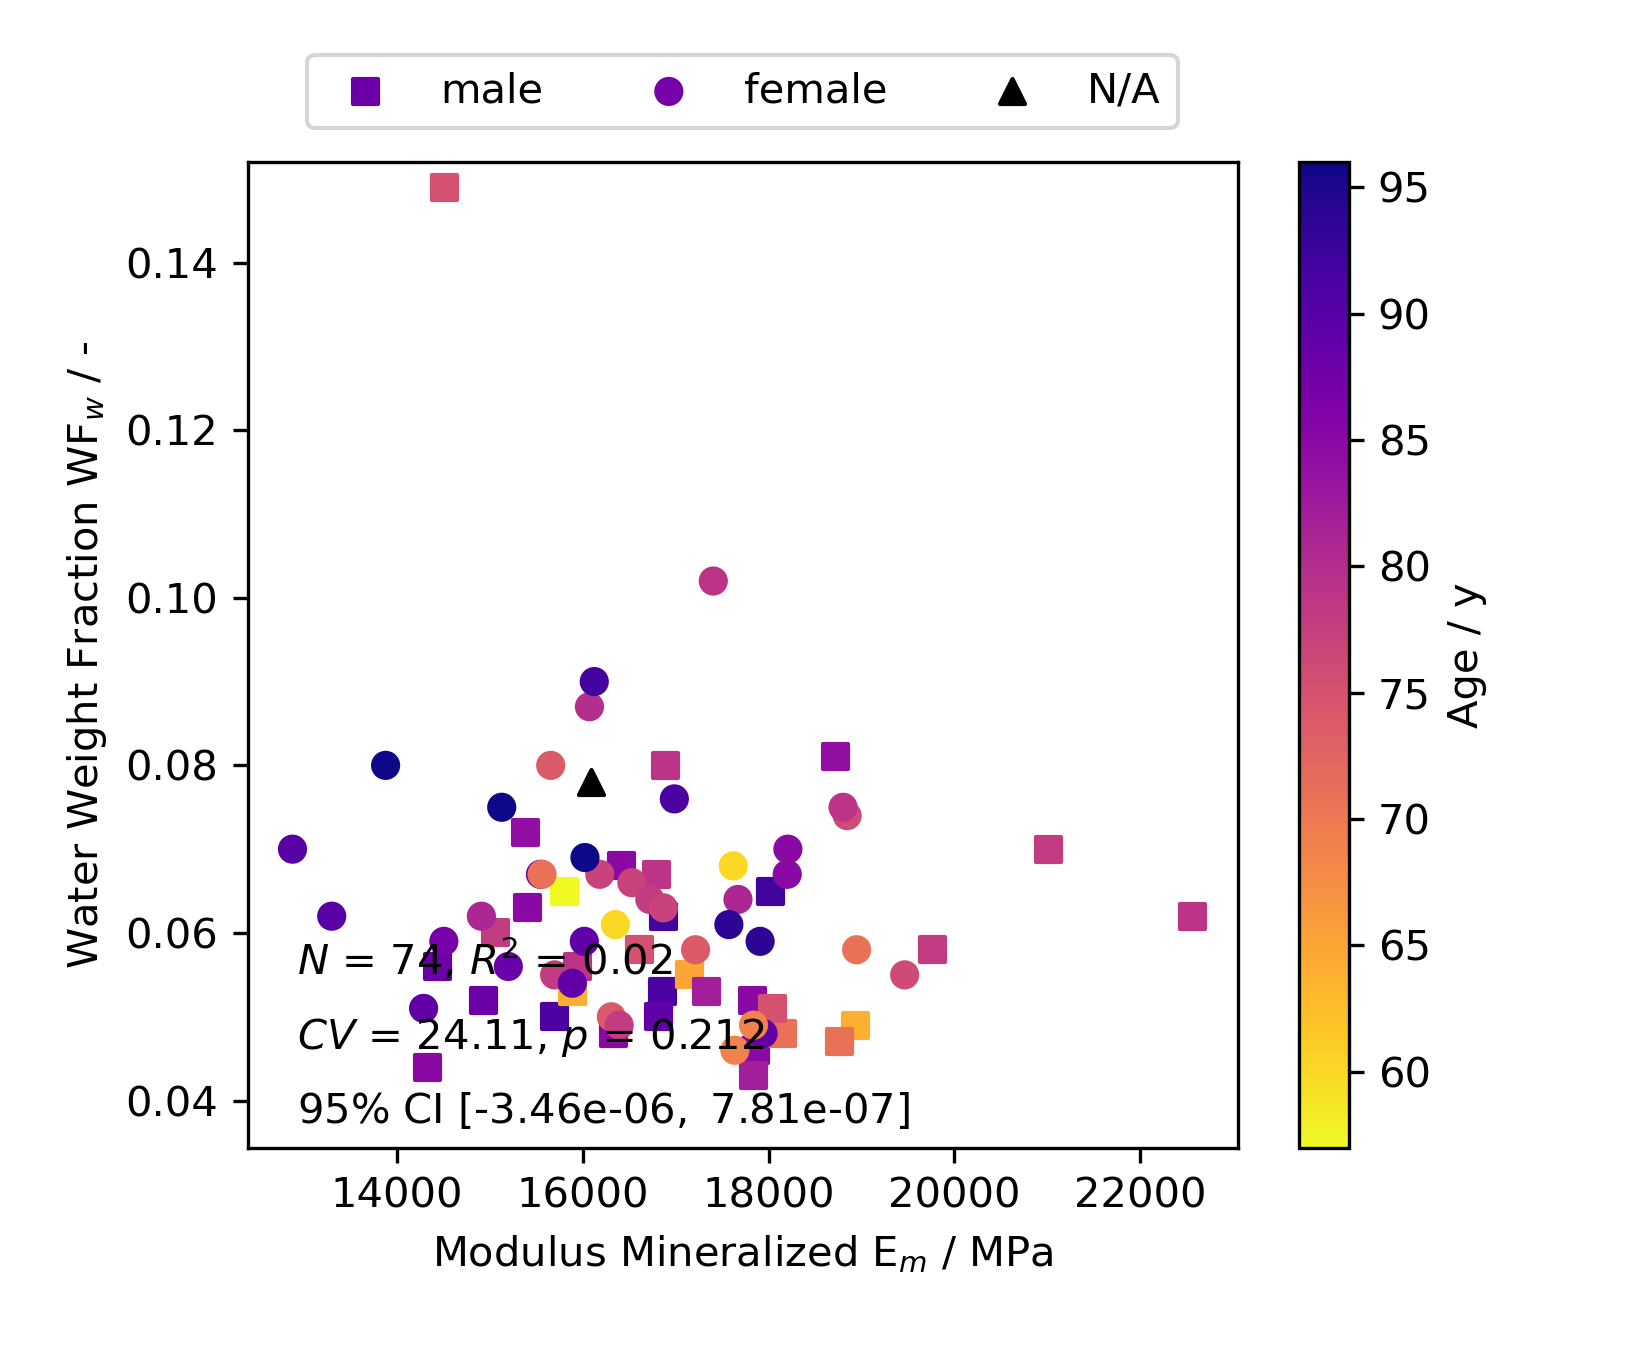 male female N/A
0.14
0.12
0.10
0.08
0.06
0.04
Water Weight Fraction WF_w / -
N = 74, R² = 0.02
CV = 24.11, p = 0.212
95% CI [-3.46e-06, 7.81e-07]
14000 16000 18000 20000 22000
Modulus Mineralized E_m / MPa
95
90
85
80
75
70
65
60
Age / y